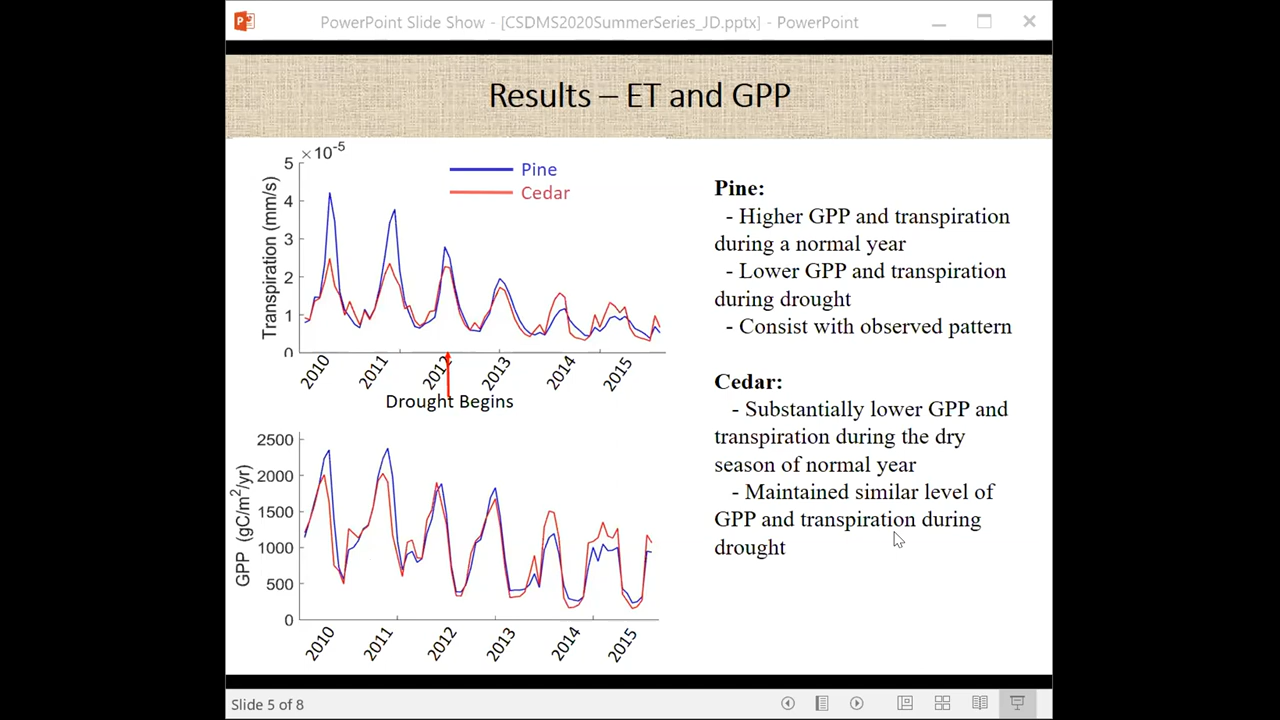 PowerPoint Slide Show - [CSDMS2020SummerSeries_JD.pptx] - PowerPoint
Results – ET and GPP
×10-5
5
4
3
2
1
0
Transpiration (mm/s)
Pine
Cedar
2010
2011
2012
2013
2014
2015
Drought Begins
2500
2000
1500
1000
500
0
GPP (gC/m2/yr)
2010
2011
2012
2013
2014
2015
Pine:
- Higher GPP and transpiration
during a normal year
- Lower GPP and transpiration
during drought
- Consist with observed pattern
Cedar:
- Substantially lower GPP and
transpiration during the dry
season of normal year
- Maintained similar level of
GPP and transpiration during
drought
Slide 5 of 8